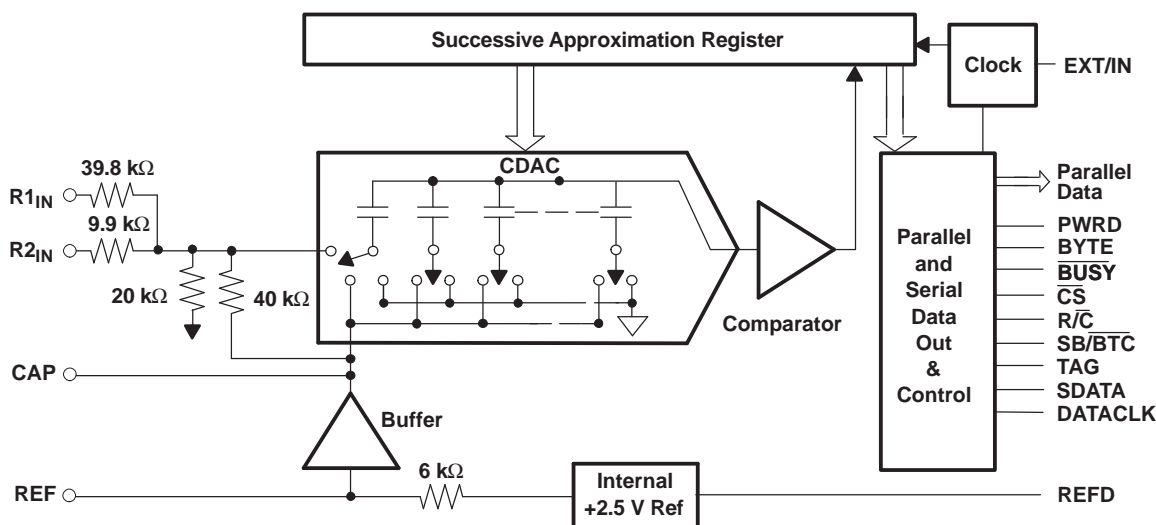 Successive Approximation Register
Clock
EXT/IN
CDAC
39.8 kΩ
R1IN
9.9 kΩ
R2IN
20 kΩ
40 kΩ
Comparator
Parallel
and
Serial
Data
Out
&
Control
Parallel
Data
PWRD
BYTE
BUSY
CS
R/C
SB/BTC
TAG
SDATA
DATACLK
CAP
Buffer
REF
6 kΩ
Internal
+2.5 V Ref
REFD